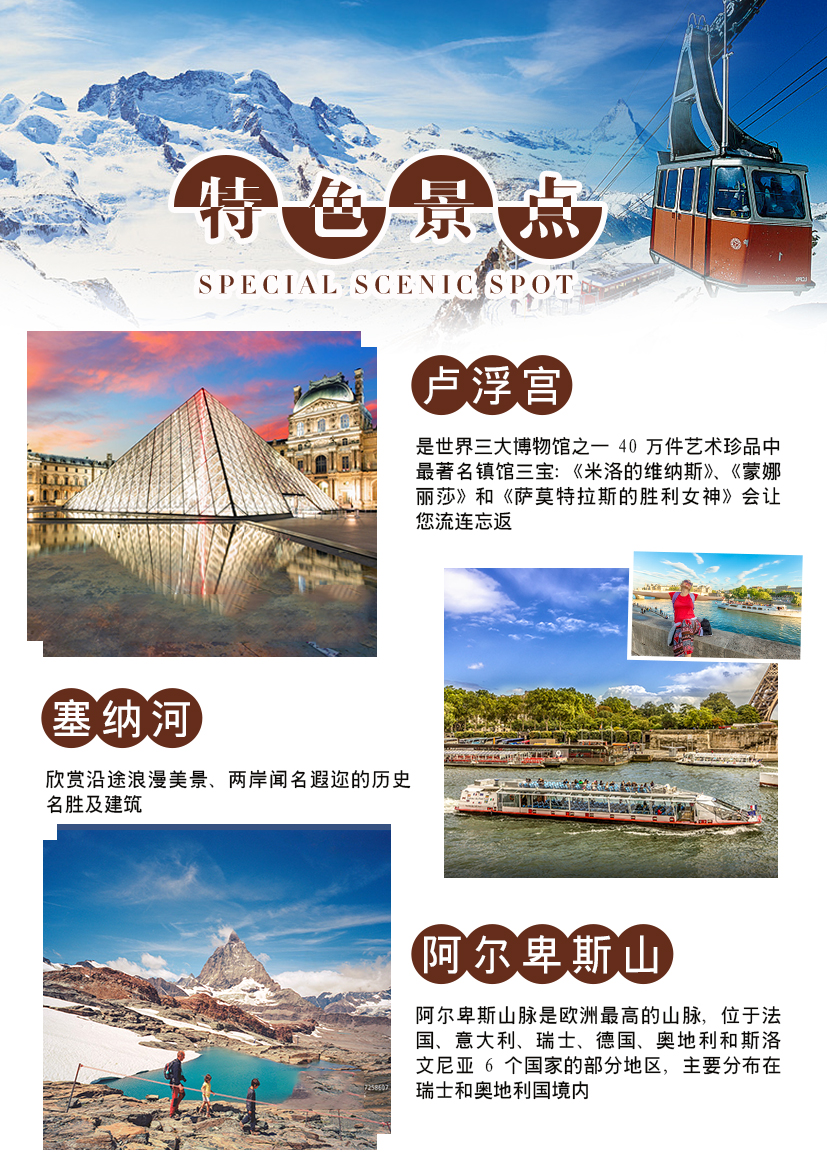 特色景点
SPECIAL SCENIC SPOT
卢浮宫
是世界三大博物馆之一 40 万件艺术珍品中
最著名镇馆三宝:《米洛的维纳斯》、《蒙娜
丽莎》和《萨莫特拉斯的胜利女神》会让
您流连忘返
塞纳河
欣赏沿途浪漫美景、两岸闻名遐迩的历史
名胜及建筑
阿尔卑斯山
阿尔卑斯山脉是欧洲最高的山脉，位于法
国、意大利、瑞士、德国、奥地利和斯洛
文尼亚 6 个国家的部分地区，主要分布在
瑞士和奥地利国境内
7258607